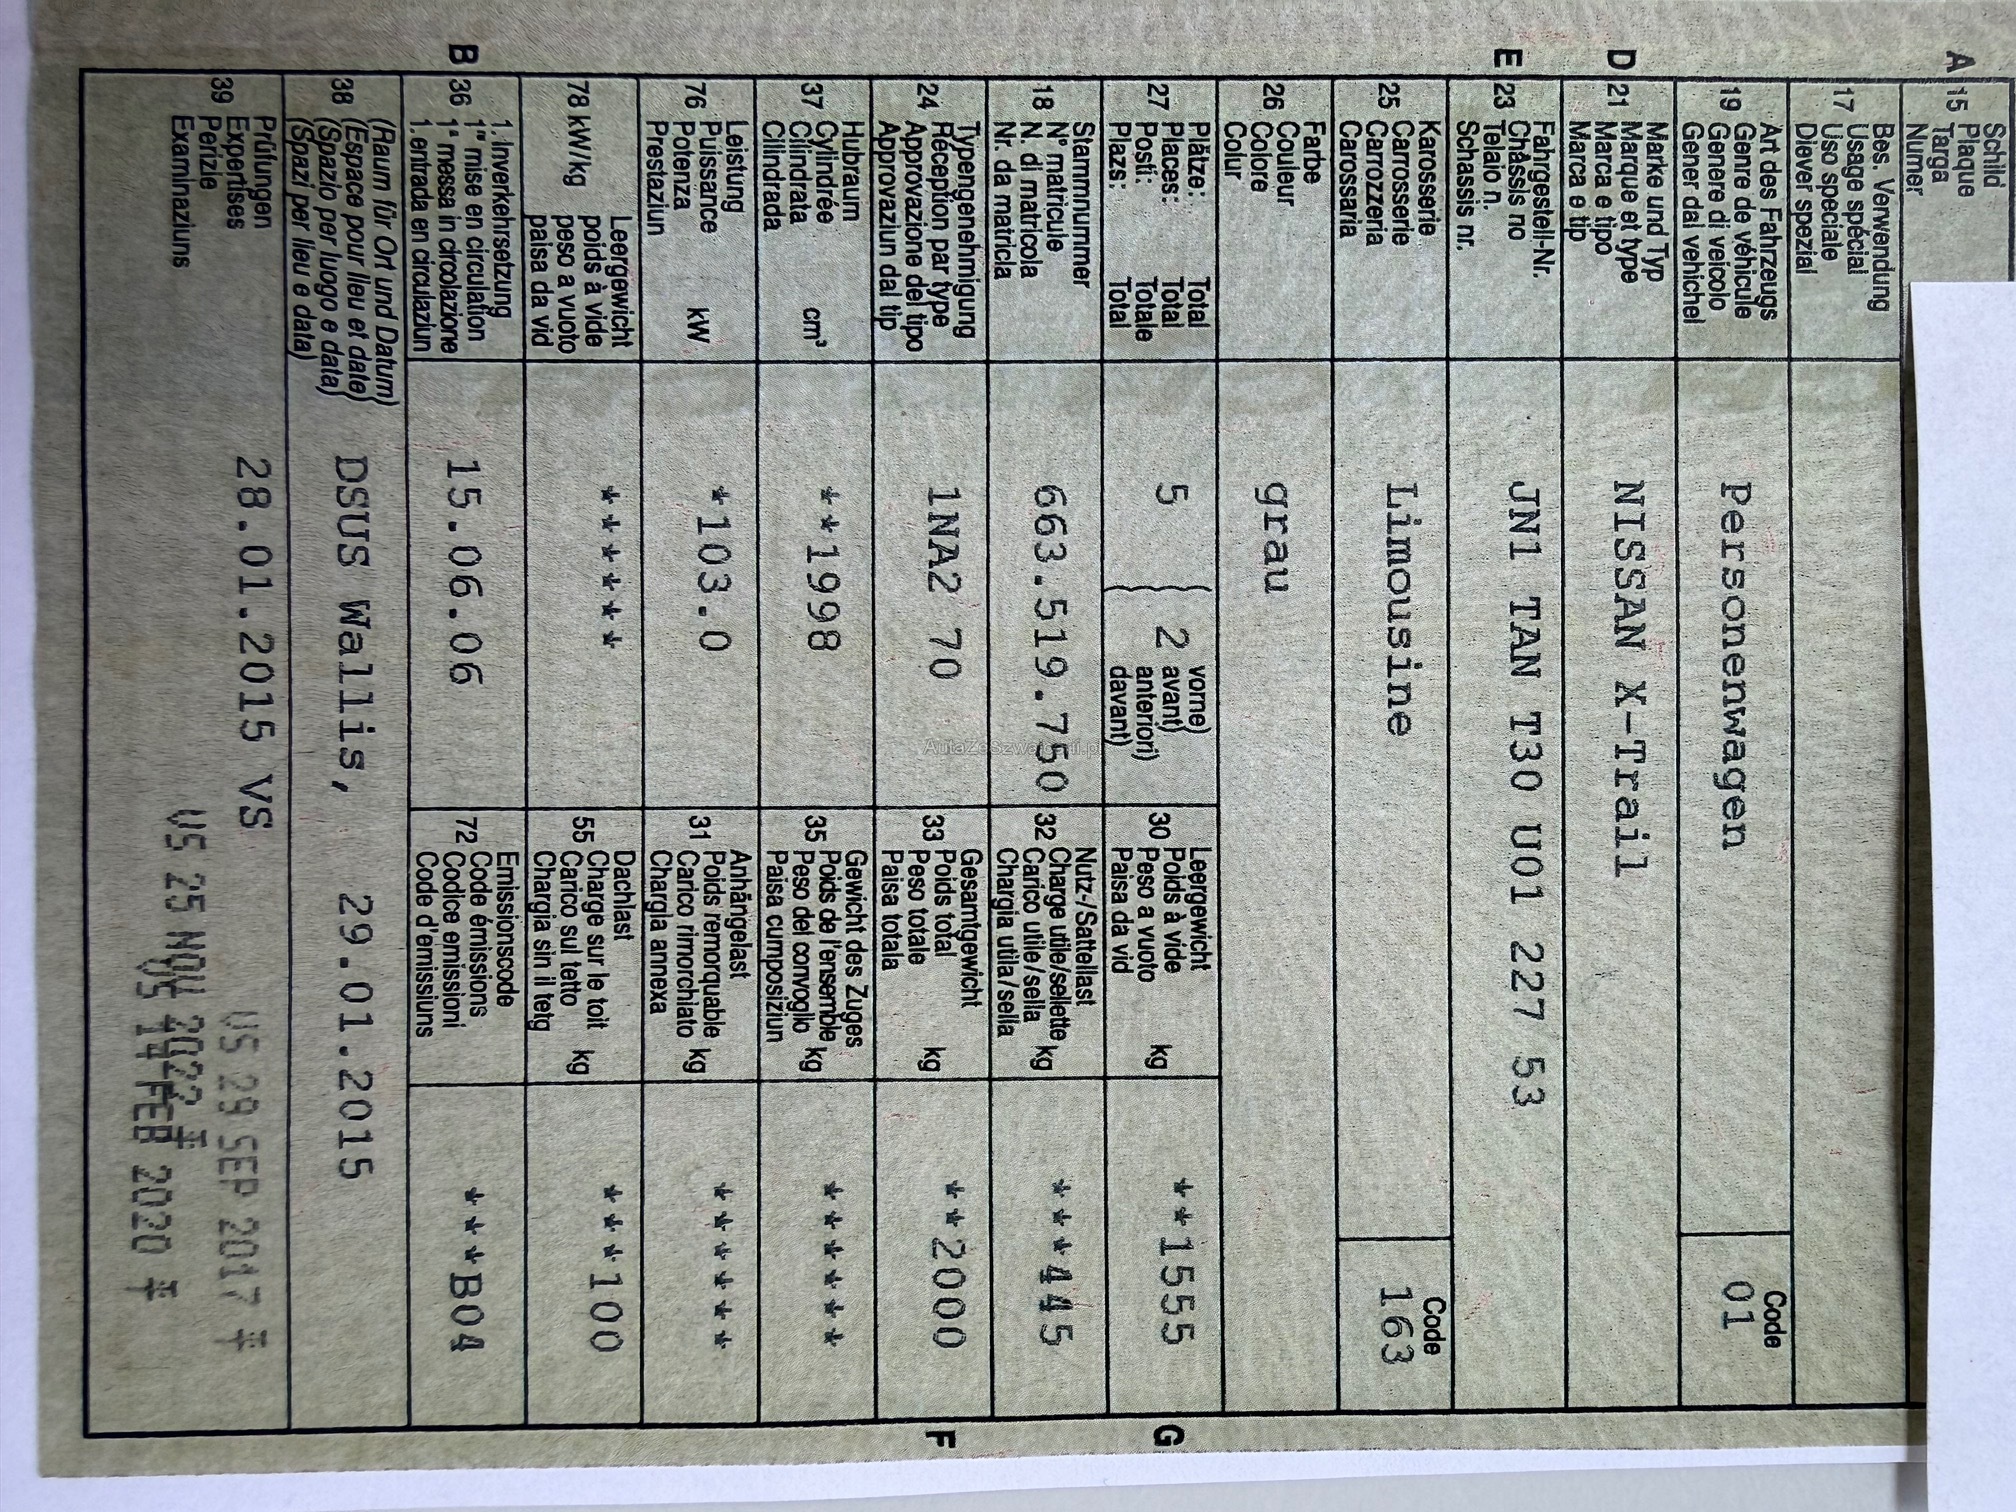 A 15 Schild
Plaque
Targa
Numer
17 Bes. Verwendung
Usage spécial
Uso speciale
Diever spezial
19 Art des Fahrzeugs
Genre de véhicule
Genere di veicolo
Gener dal vehichel
Personenwagen
Code
01
D 21 Marke und Typ
Marque et type
Marca e tipo
Marca e tip
NISSAN X-Trail
E 23 Fahrgestell-Nr.
Châssis no
Telaio n.
Schassis nr.
JN1 TAN T30 U01 227 53
25 Karosserie
Carrosserie
Carrozzeria
Carossaria
Limousine
Code
163
26 Farbe
Couleur
Colore
Colur
grau
27 Plätze: Total
Places: Total
Posti: Totale
Plazs: Total
5 2 vorne)
avant)
anteriori)
davant)
30 Leergewicht
Poids à vide
Peso a vuoto kg
Paisa da vid
**1555
G
18 Stammnummer
N° matricule
N. di matricola
Nr. da matricla
663.519.750
32 Nutz-/Sattellast
Charge utile/sellette
Carico utile/sella kg
Chargia utila/sella
***445
24 Typengenehmigung
Réception par type
Approvazione del tipo
Approvaziun dal tip
1NA2 70
33 Gesamtgewicht
Poids total
Peso totale kg
Paisa totala
**2000
F
37 Hubraum
Cylindrée
Cilindrata cm³
Cilindrada
**1998
35 Gewicht des Zuges
Poids de l'ensemble
Peso del convoglio kg
Paisa cumposiziun
******
76 Leistung
Puissance
Potenza kW
Prestaziun
*103.0
31 Anhängelast
Poids remorquable
Carico rimorchiato kg
Chargia annexa
******
78 kW/kg Leergewicht
poids à vide
peso a vuoto
paisa da vid
******
55 Dachlast
Charge sur le toit
Carico sul tetto kg
Chargia sin il tetg
***100
B 36 1. Inverkehrsetzung
1re mise en circulation
1a messa in circolazione
1. entrada en circulaziun
15.06.06
72 Emissionscode
Code émissions
Codice emissioni
Code d'emissiuns
***B04
38 (Raum für Ort und Datum)
(Espace pour lieu et date)
(Spazio per luogo e data)
(Spazi per lieu e data)
DSUS Wallis, 29.01.2015
39 Prüfungen
Expertises
Perizie
Examinaziuns
28.01.2015 VS
VS 29 SEP 2017
VS 25 NOV 2022
VS 14 FEB 2020
AutaZeSzwajcarii.pl